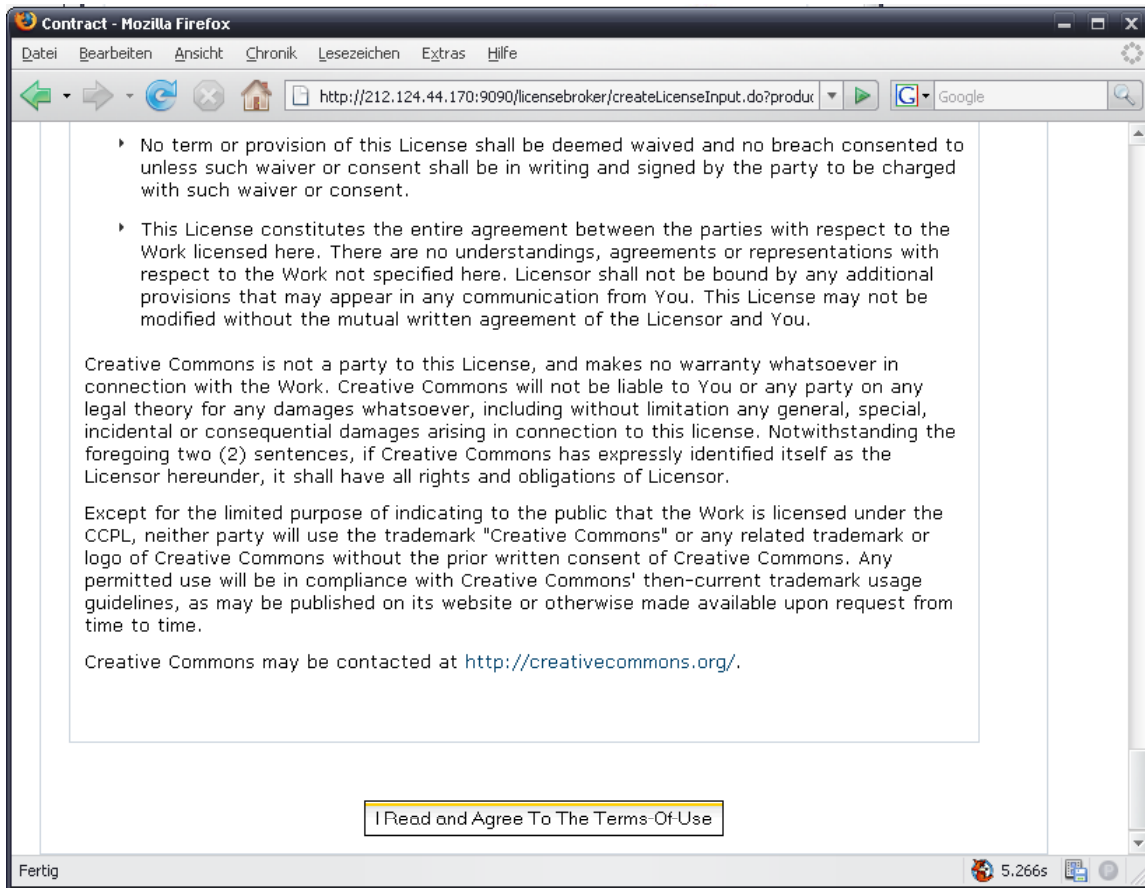 Contract - Mozilla Firefox
Datei Bearbeiten Ansicht Chronik Lesezeichen Extras Hilfe
http://212.124.44.170:9090/licensebroker/createLicenseInput.do?produc
G Google
No term or provision of this License shall be deemed waived and no breach consented to
unless such waiver or consent shall be in writing and signed by the party to be charged
with such waiver or consent.
This License constitutes the entire agreement between the parties with respect to the
Work licensed here. There are no understandings, agreements or representations with
respect to the Work not specified here. Licensor shall not be bound by any additional
provisions that may appear in any communication from You. This License may not be
modified without the mutual written agreement of the Licensor and You.
Creative Commons is not a party to this License, and makes no warranty whatsoever in
connection with the Work. Creative Commons will not be liable to You or any party on any
legal theory for any damages whatsoever, including without limitation any general, special,
incidental or consequential damages arising in connection to this license. Notwithstanding the
foregoing two (2) sentences, if Creative Commons has expressly identified itself as the
Licensor hereunder, it shall have all rights and obligations of Licensor.
Except for the limited purpose of indicating to the public that the Work is licensed under the
CCPL, neither party will use the trademark "Creative Commons" or any related trademark or
logo of Creative Commons without the prior written consent of Creative Commons. Any
permitted use will be in compliance with Creative Commons' then-current trademark usage
guidelines, as may be published on its website or otherwise made available upon request from
time to time.
Creative Commons may be contacted at http://creativecommons.org/.
I Read and Agree To The Terms-Of-Use
Fertig 5.266s P